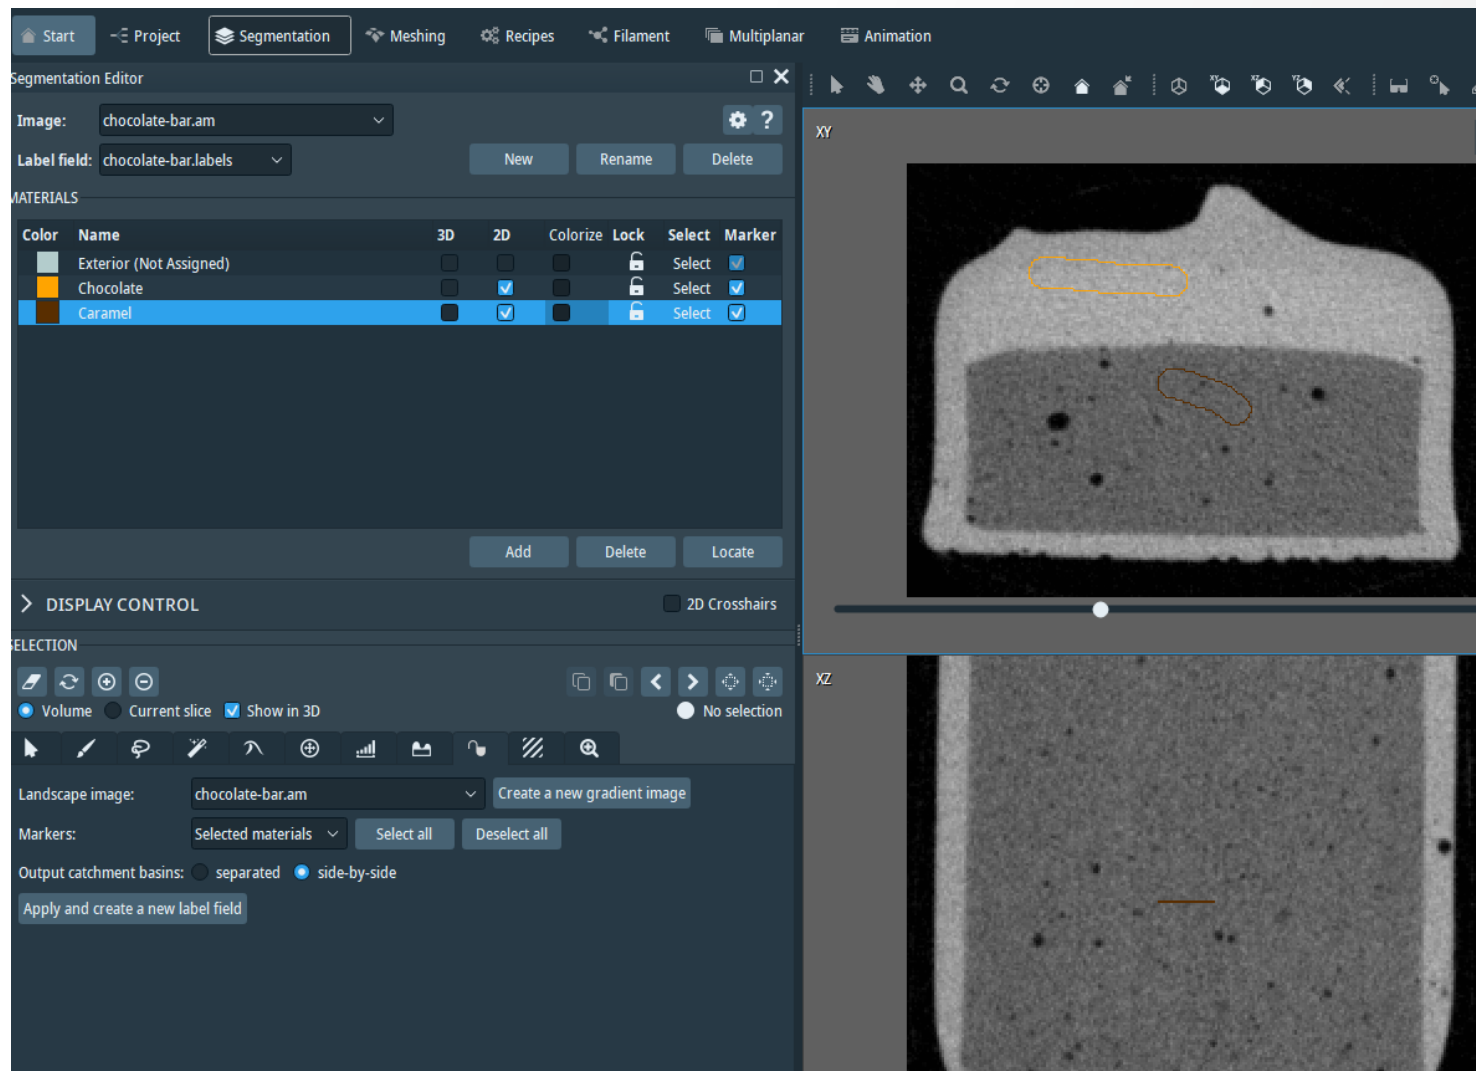 Start Project Segmentation Meshing Recipes Filament Multiplanar Animation
Segmentation Editor
Image: chocolate-bar.am ?
Label field: chocolate-bar.labels New Rename Delete
MATERIALS
Color Name 3D 2D Colorize Lock Select Marker
Exterior (Not Assigned) Select
Chocolate Select
Caramel Select
Add Delete Locate
DISPLAY CONTROL 2D Crosshairs
SELECTION
Volume Current slice Show in 3D No selection
Landscape image: chocolate-bar.am Create a new gradient image
Markers: Selected materials Select all Deselect all
Output catchment basins: separated side-by-side
Apply and create a new label field
XY XZ YZ
XY
XZ